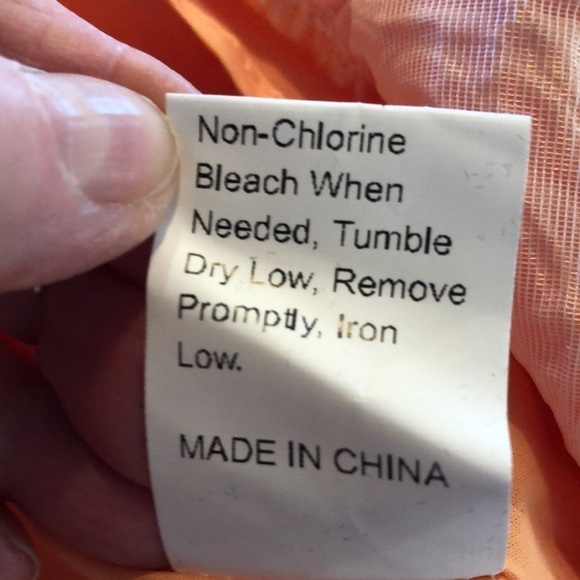 Non-Chlorine
Bleach When
Needed, Tumble
Dry Low, Remove
Promptly, Iron
Low.
MADE IN CHINA